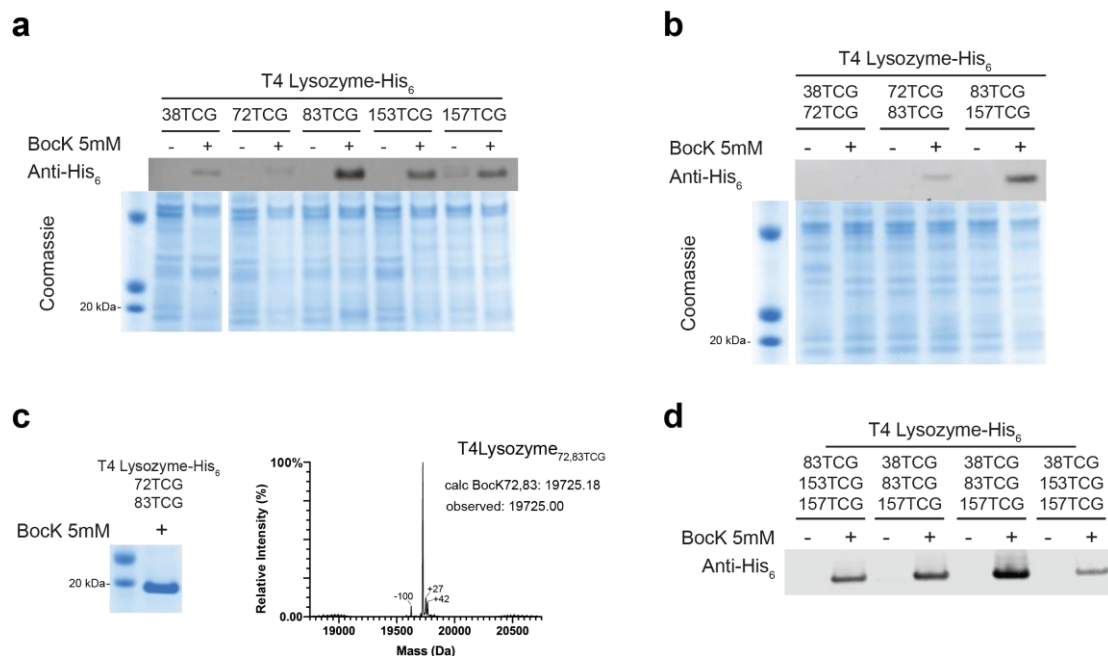 a
T4 Lysozyme-His6
38TCG 72TCG 83TCG 153TCG 157TCG
BocK 5mM - + - + - + - + - +
Anti-His6
Coomassie
20 kDa-
b
T4 Lysozyme-His6
38TCG 72TCG 83TCG
72TCG 83TCG 157TCG
BocK 5mM - + - + - +
Anti-His6
Coomassie
20 kDa-
c
T4 Lysozyme-His6
72TCG
83TCG
BocK 5mM +
20 kDa-
T4Lysozyme72,83TCG
calc BocK72,83: 19725.18
observed: 19725.00
100%
Relative Intensity (%)
0.00
-100
+27
+42
19000 19500 20000 20500
Mass (Da)
d
T4 Lysozyme-His6
83TCG 38TCG 38TCG 38TCG
153TCG 83TCG 83TCG 153TCG
157TCG 157TCG 157TCG 157TCG
BocK 5mM - + - + - + - +
Anti-His6